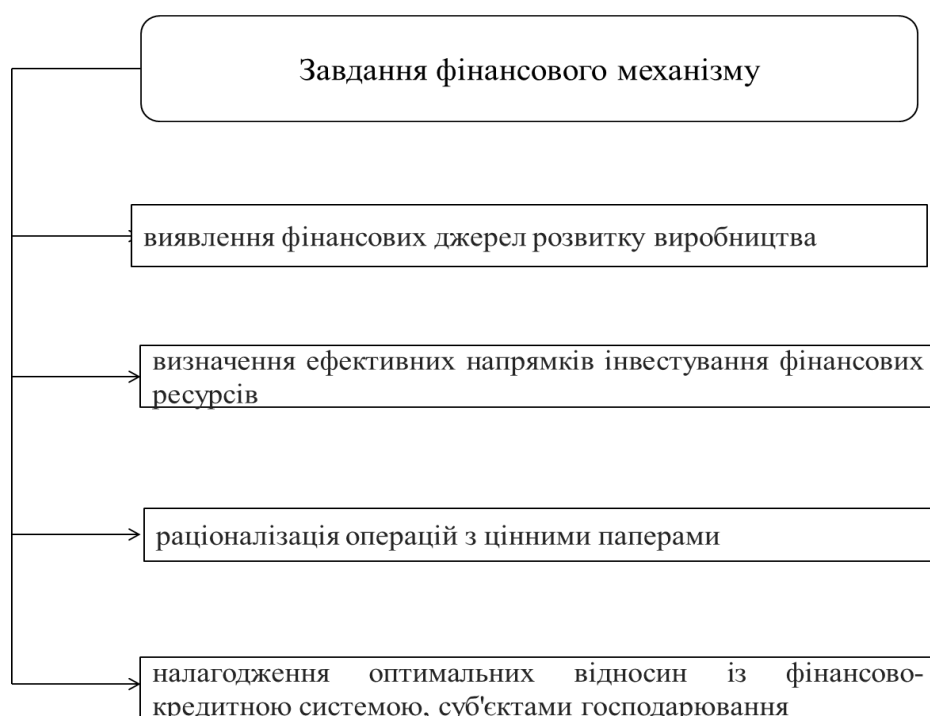 Завдання фінансового механізму
виявлення фінансових джерел розвитку виробництва
визначення ефективних напрямків інвестування фінансових
ресурсів
раціоналізація операцій з цінними паперами
налагодження оптимальних відносин із фінансово-
кредитною системою, суб'єктами господарювання